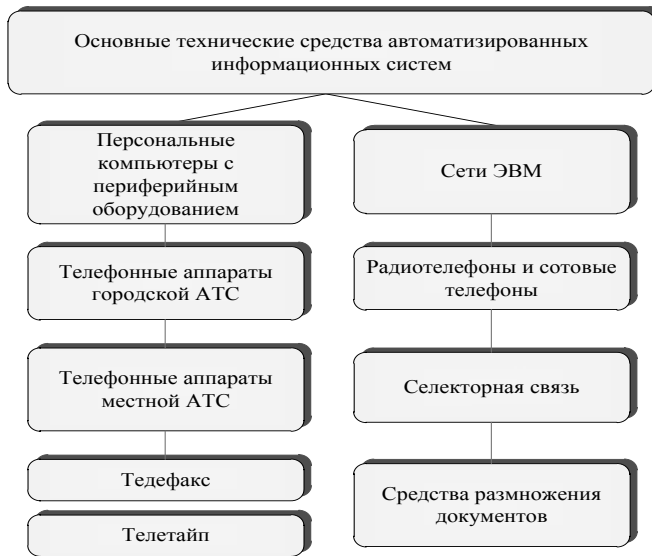 Основные технические средства автоматизированных
информационных систем
Персональные
компьютеры с
периферийным
оборудованием
Телефонные аппараты
городской АТС
Телефонные аппараты
местной АТС
Тедефакс
Телетайп
Сети ЭВМ
Радиотелефоны и сотовые
телефоны
Селекторная связь
Средства размножения
документов